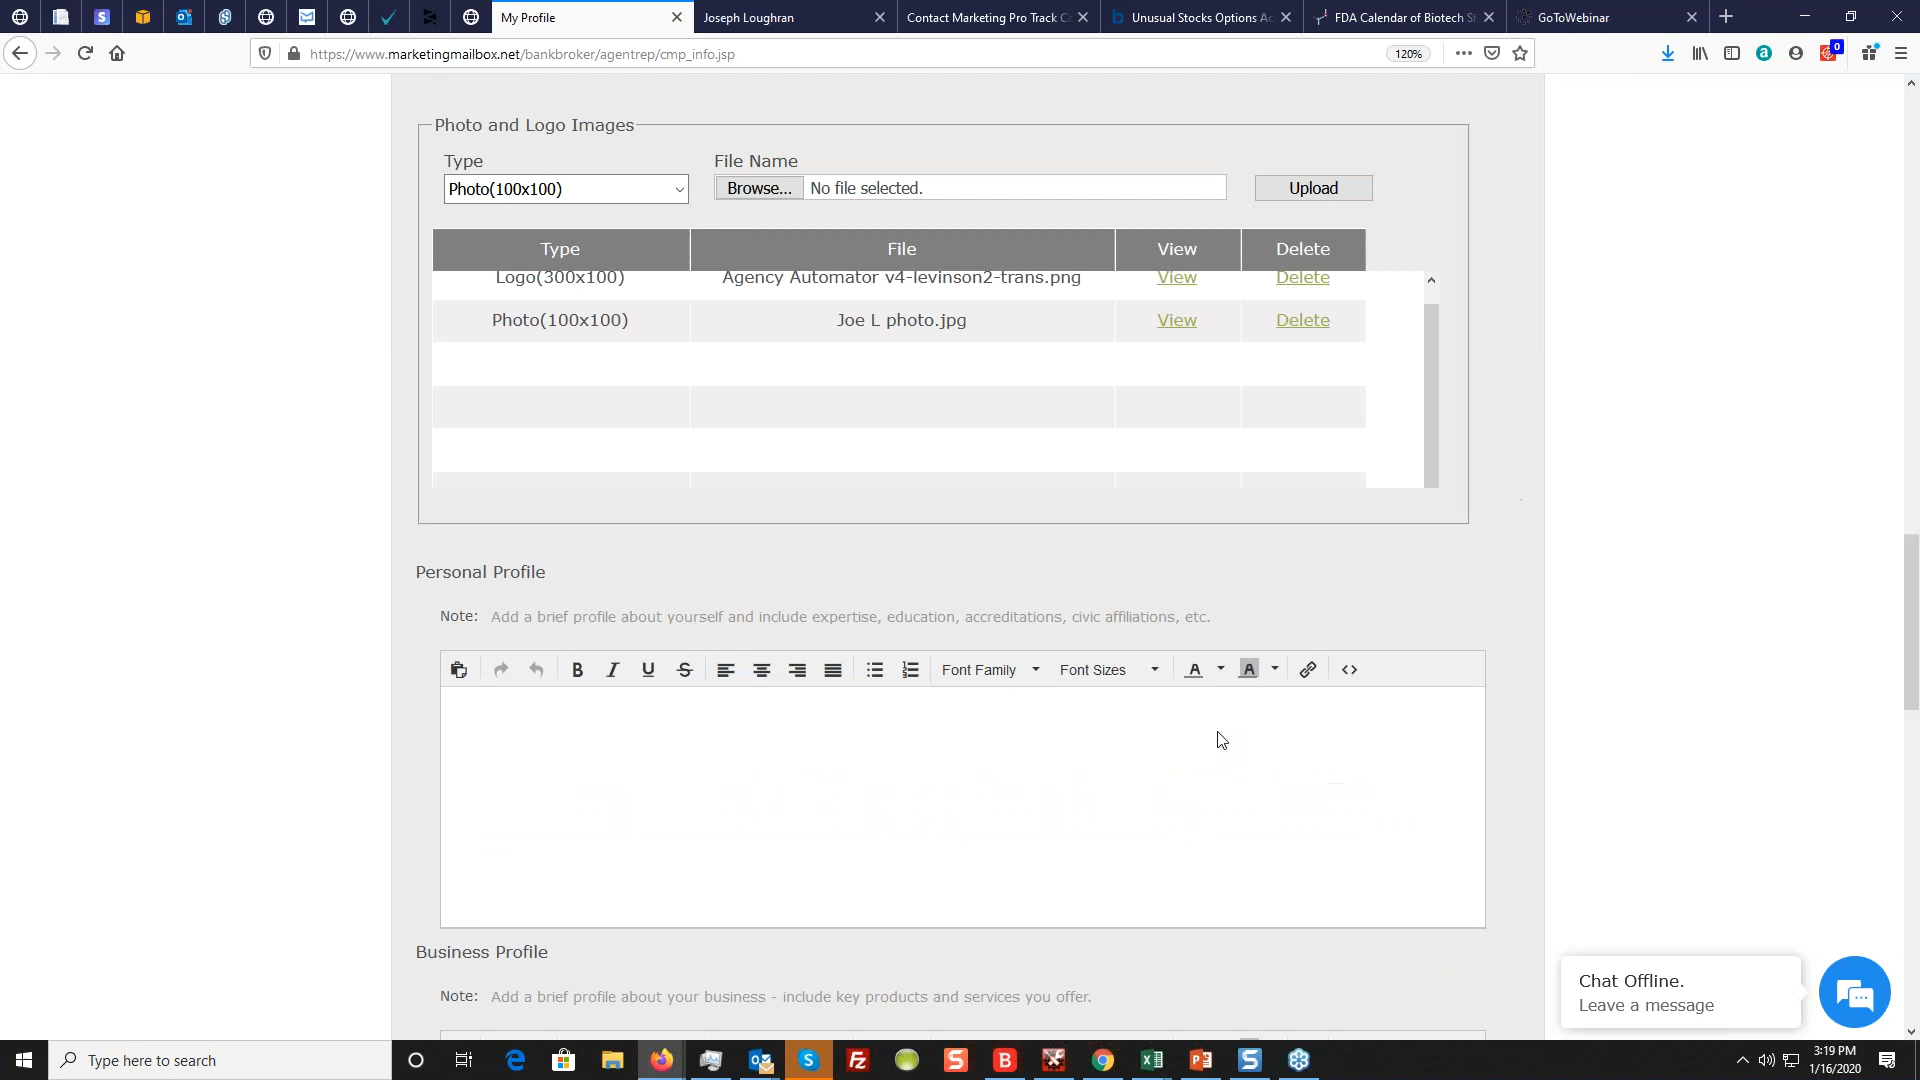 My Profile
Joseph Loughran
Contact Marketing Pro Track C
Unusual Stocks Options Ac
FDA Calendar of Biotech St
GoToWebinar
https://www.marketingmailbox.net/bankbroker/agentrep/cmp_info.jsp
120%
0
Photo and Logo Images
Type
File Name
Photo(100x100)
Browse... No file selected.
Upload
Type File View Delete
Logo(300x100) Agency Automator v4-levinson2-trans.png View Delete
Photo(100x100) Joe L photo.jpg View Delete
Personal Profile
Note: Add a brief profile about yourself and include expertise, education, accreditations, civic affiliations, etc.
Font Family Font Sizes
Business Profile
Note: Add a brief profile about your business - include key products and services you offer.
Chat Offline.
Leave a message
Type here to search
3:19 PM
1/16/2020